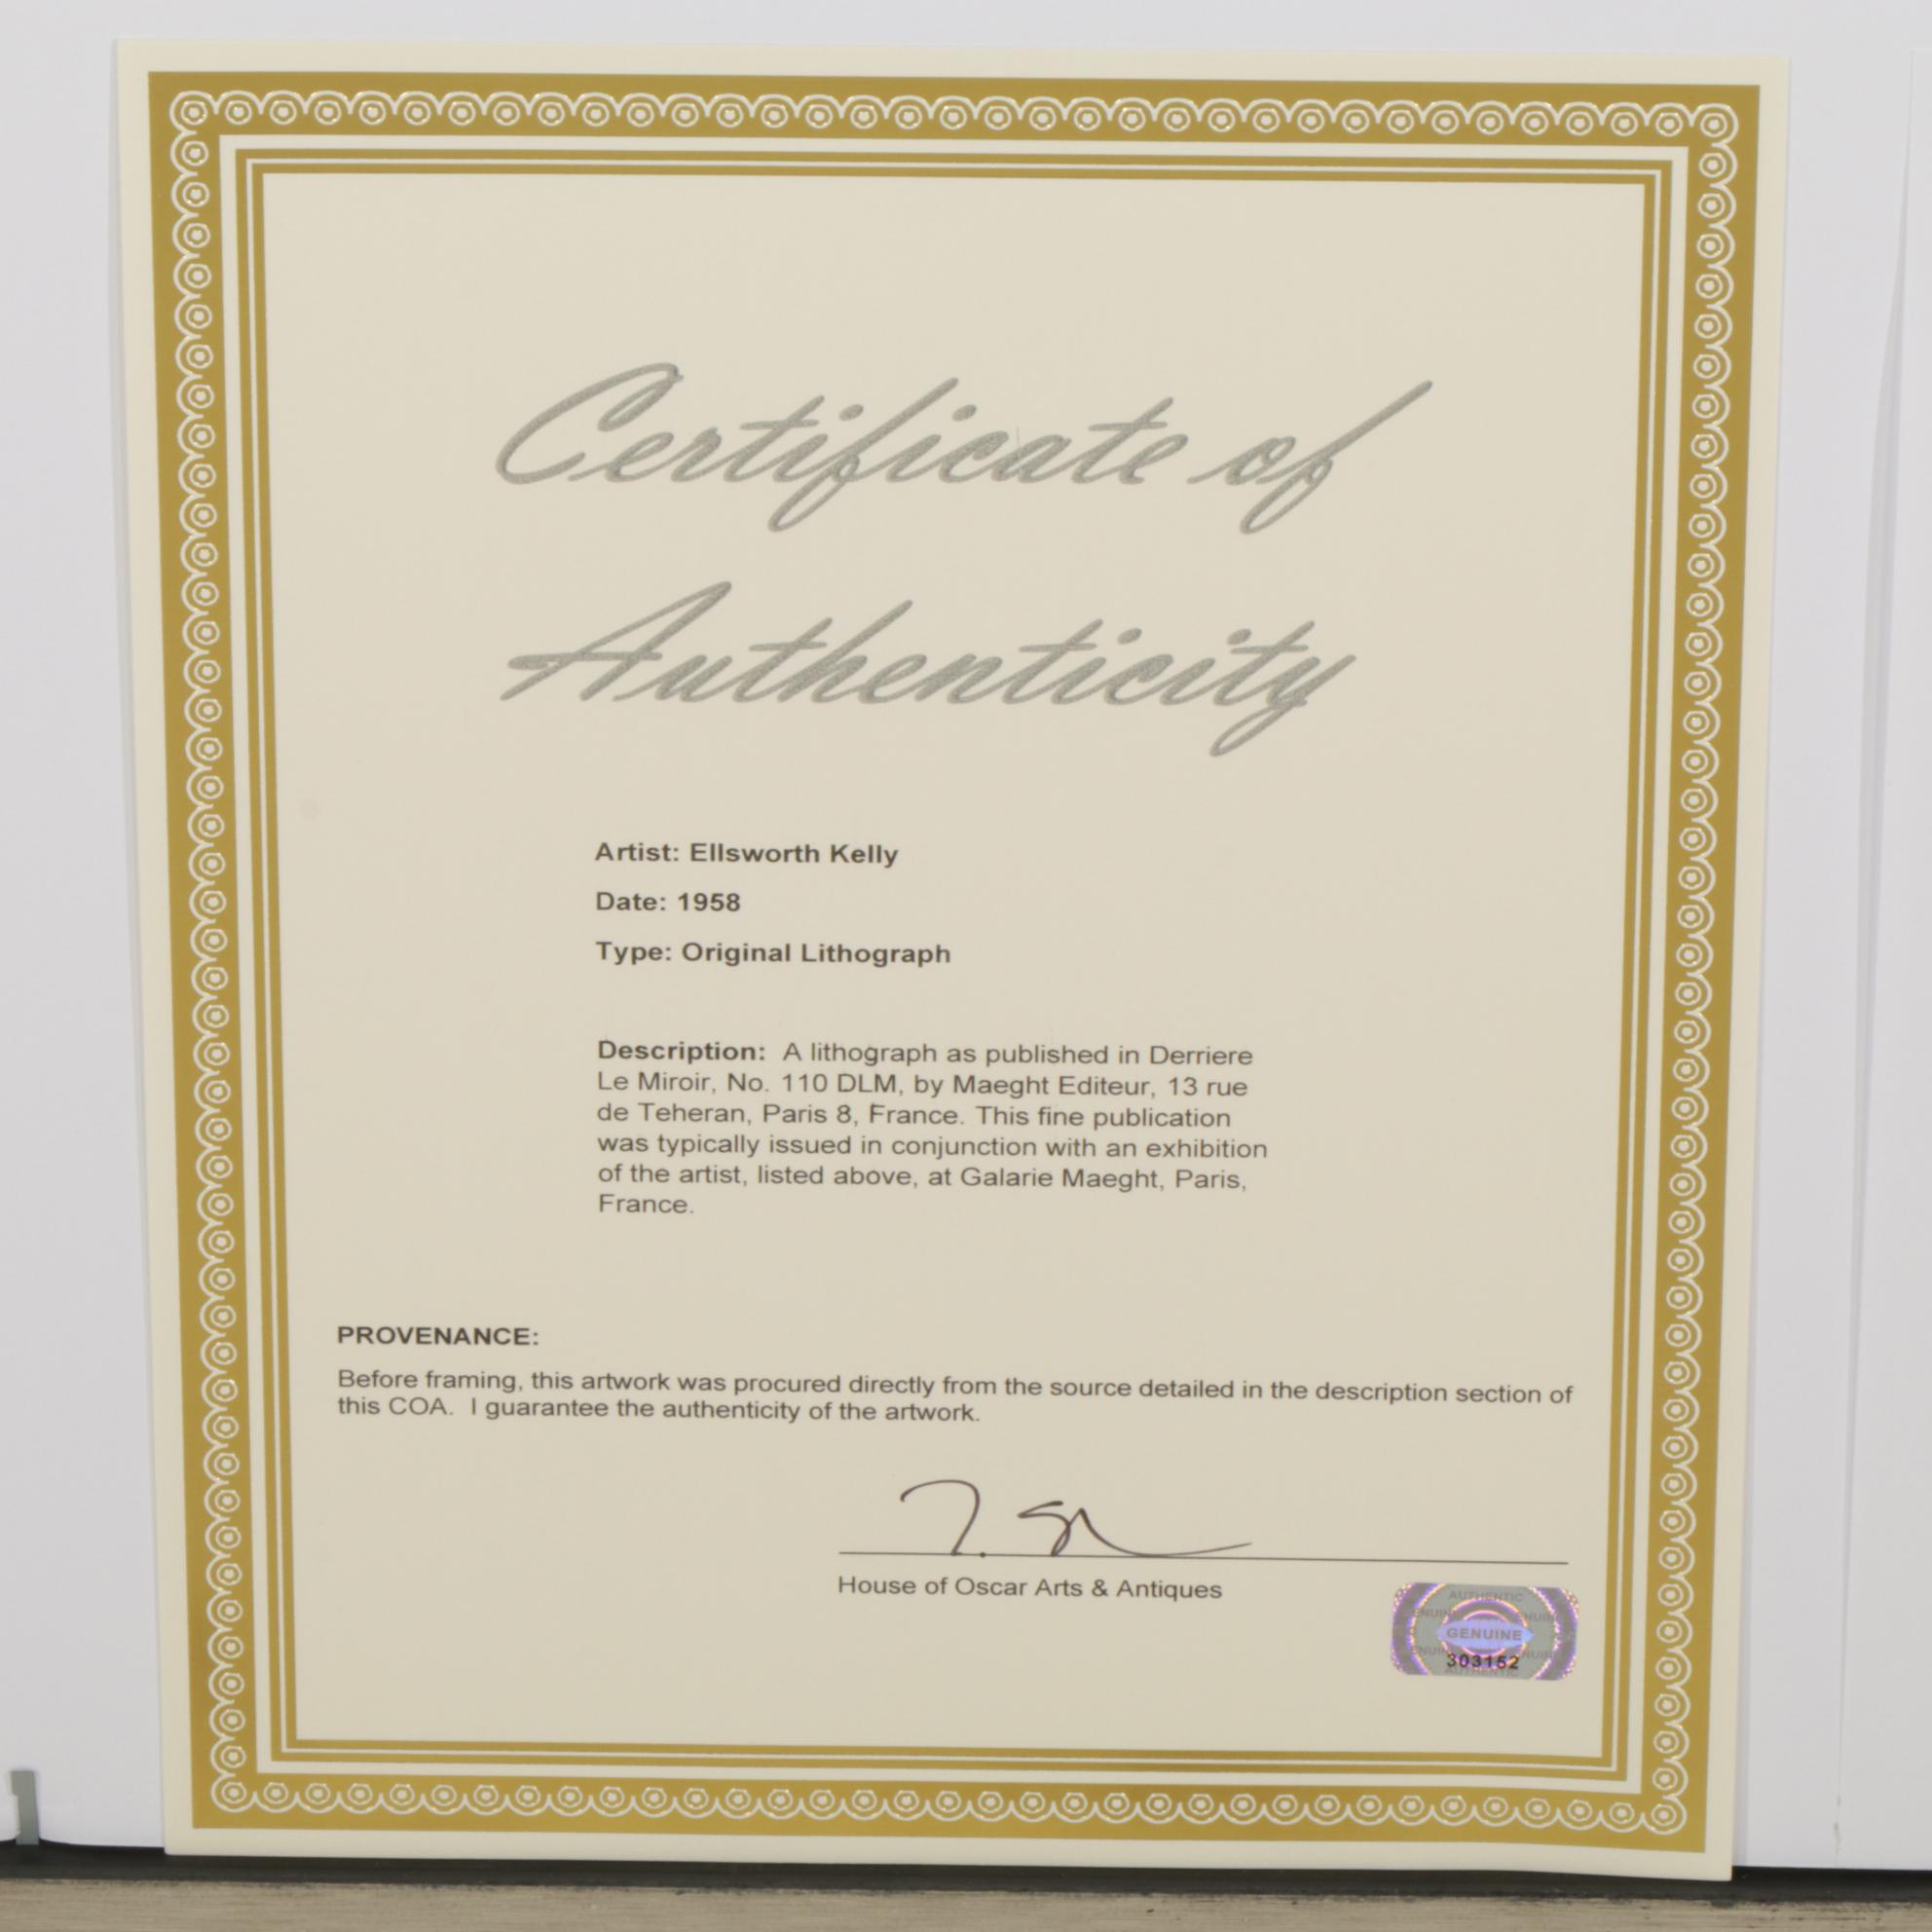 Certificate of
Authenticity
Artist: Ellsworth Kelly
Date: 1958
Type: Original Lithograph
Description: A lithograph as published in Derriere
Le Miroir, No. 110 DLM, by Maeght Editeur, 13 rue
de Teheran, Paris 8, France. This fine publication
was typically issued in conjunction with an exhibition
of the artist, listed above, at Galarie Maeght, Paris,
France.
PROVENANCE:
Before framing, this artwork was procured directly from the source detailed in the description section of
this COA. I guarantee the authenticity of the artwork.
House of Oscar Arts & Antiques
AUTHENTIC
GENUINE
303152
AUTHENTIC